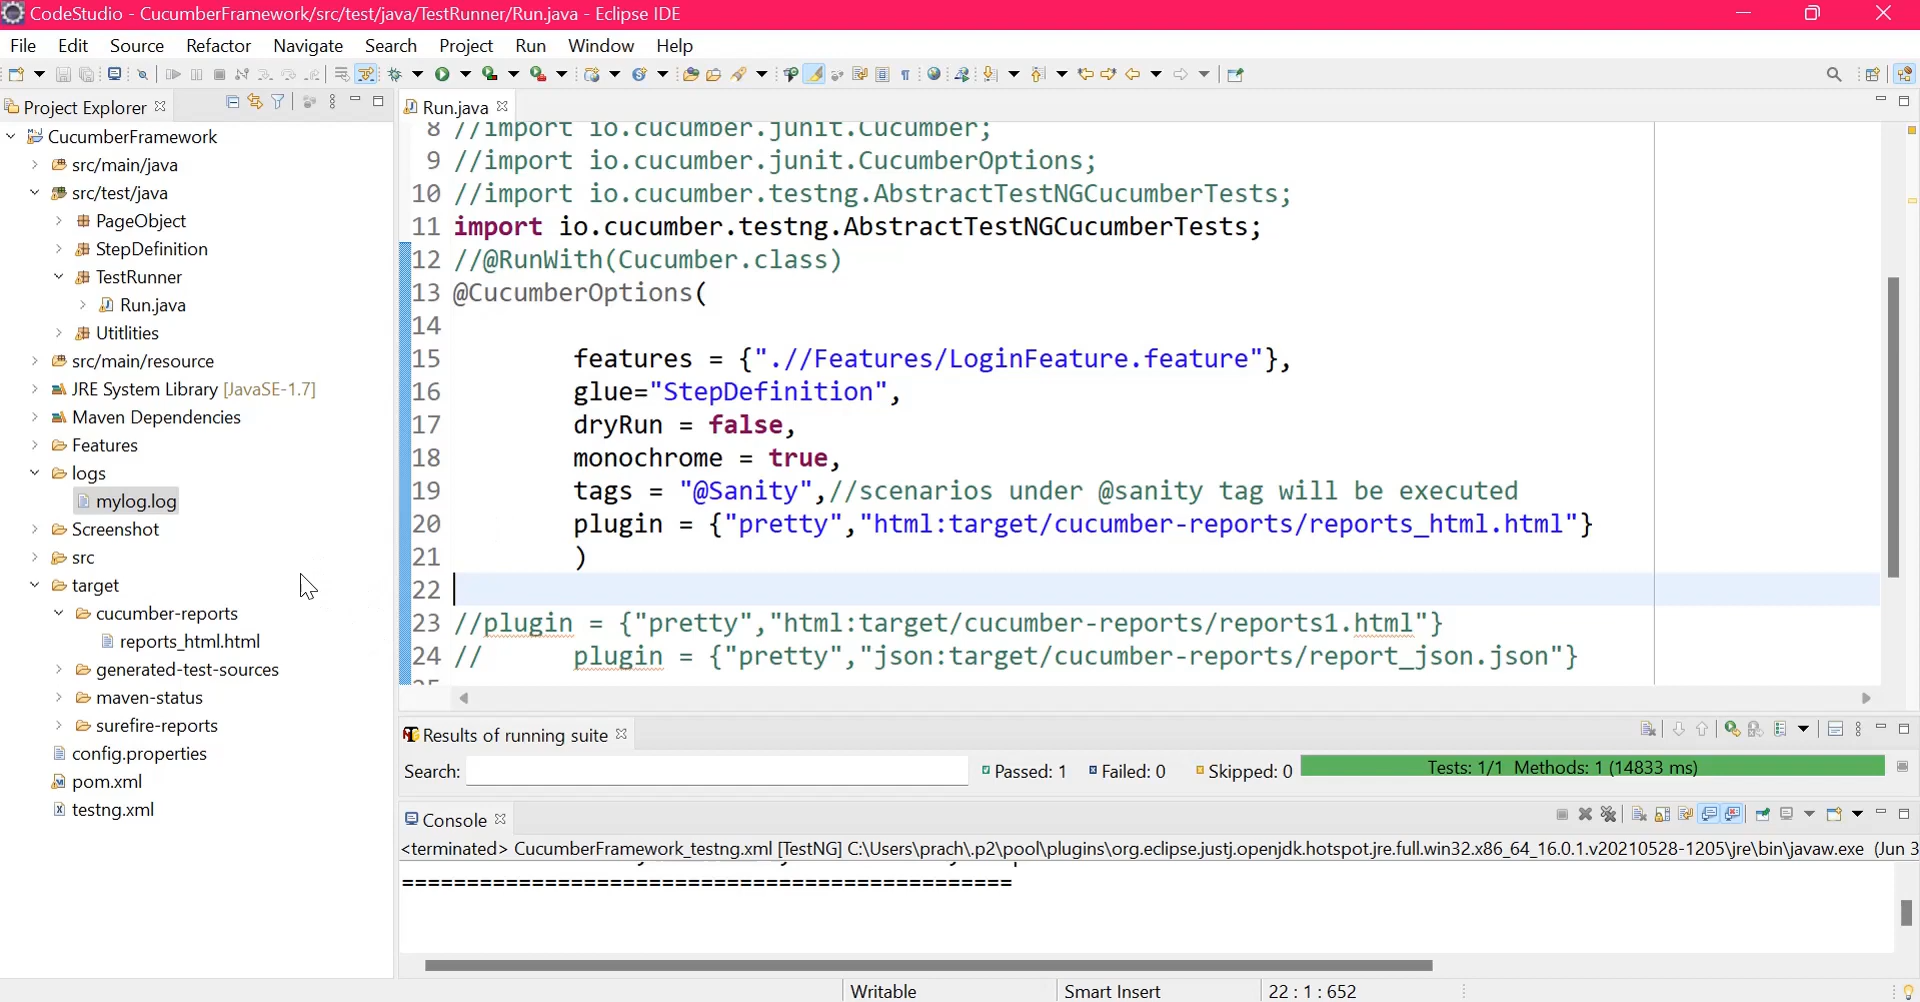 CodeStudio - CucumberFramework/src/test/java/TestRunner/Run.java - Eclipse IDE
File Edit Source Refactor Navigate Search Project Run Window Help
Project Explorer
CucumberFramework
src/main/java
src/test/java
PageObject
StepDefinition
TestRunner
Run.java
Utitlities
src/main/resource
JRE System Library [JavaSE-1.7]
Maven Dependencies
Features
logs
mylog.log
Screenshot
src
target
cucumber-reports
reports_html.html
generated-test-sources
maven-status
surefire-reports
config.properties
pom.xml
testng.xml
Run.java
8 //import io.cucumber.junit.Cucumber;
9 //import io.cucumber.junit.CucumberOptions;
10 //import io.cucumber.testng.AbstractTestNGCucumberTests;
11 import io.cucumber.testng.AbstractTestNGCucumberTests;
12 //@RunWith(Cucumber.class)
13 @CucumberOptions(
14
15 features = {".//Features/LoginFeature.feature"},
16 glue="StepDefinition",
17 dryRun = false,
18 monochrome = true,
19 tags = "@Sanity",//scenarios under @sanity tag will be executed
20 plugin = {"pretty","html:target/cucumber-reports/reports_html.html"}
21 )
22
23 //plugin = {"pretty","html:target/cucumber-reports/reports1.html"}
24 // plugin = {"pretty","json:target/cucumber-reports/report_json.json"}
Results of running suite
Search: Passed: 1 Failed: 0 Skipped: 0 Tests: 1/1 Methods: 1 (14833 ms)
Console
<terminated> CucumberFramework_testng.xml [TestNG] C:\Users\prach\.p2\pool\plugins\org.eclipse.justj.openjdk.hotspot.jre.full.win32.x86_64_16.0.1.v20210528-1205\jre\bin\javaw.exe (Jun 3
===============================================
Writable Smart Insert 22 : 1 : 652